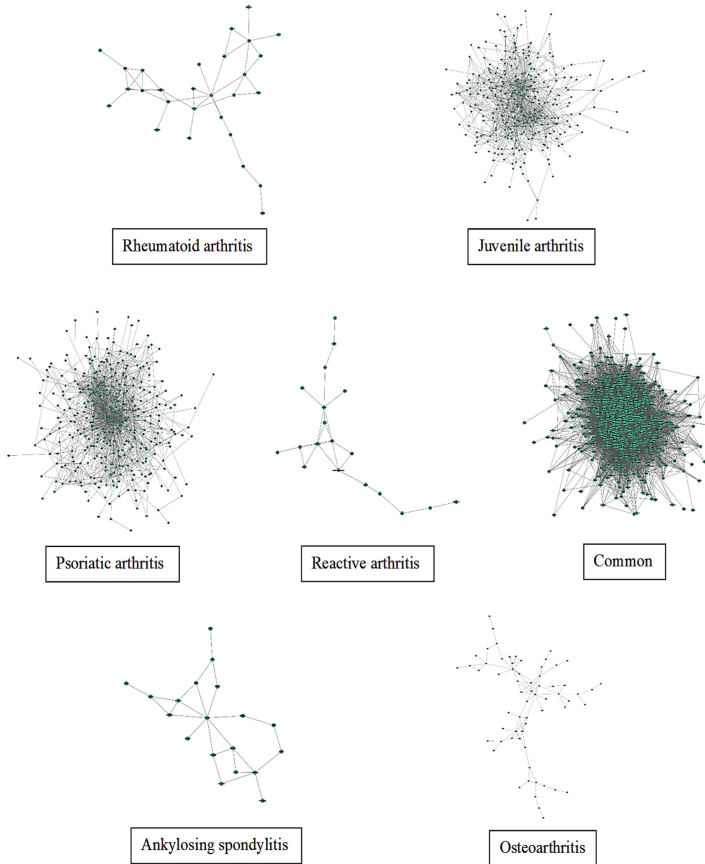 Rheumatoid arthritis
Juvenile arthritis
Psoriatic arthritis
Reactive arthritis
Common
Ankylosing spondylitis
Osteoarthritis